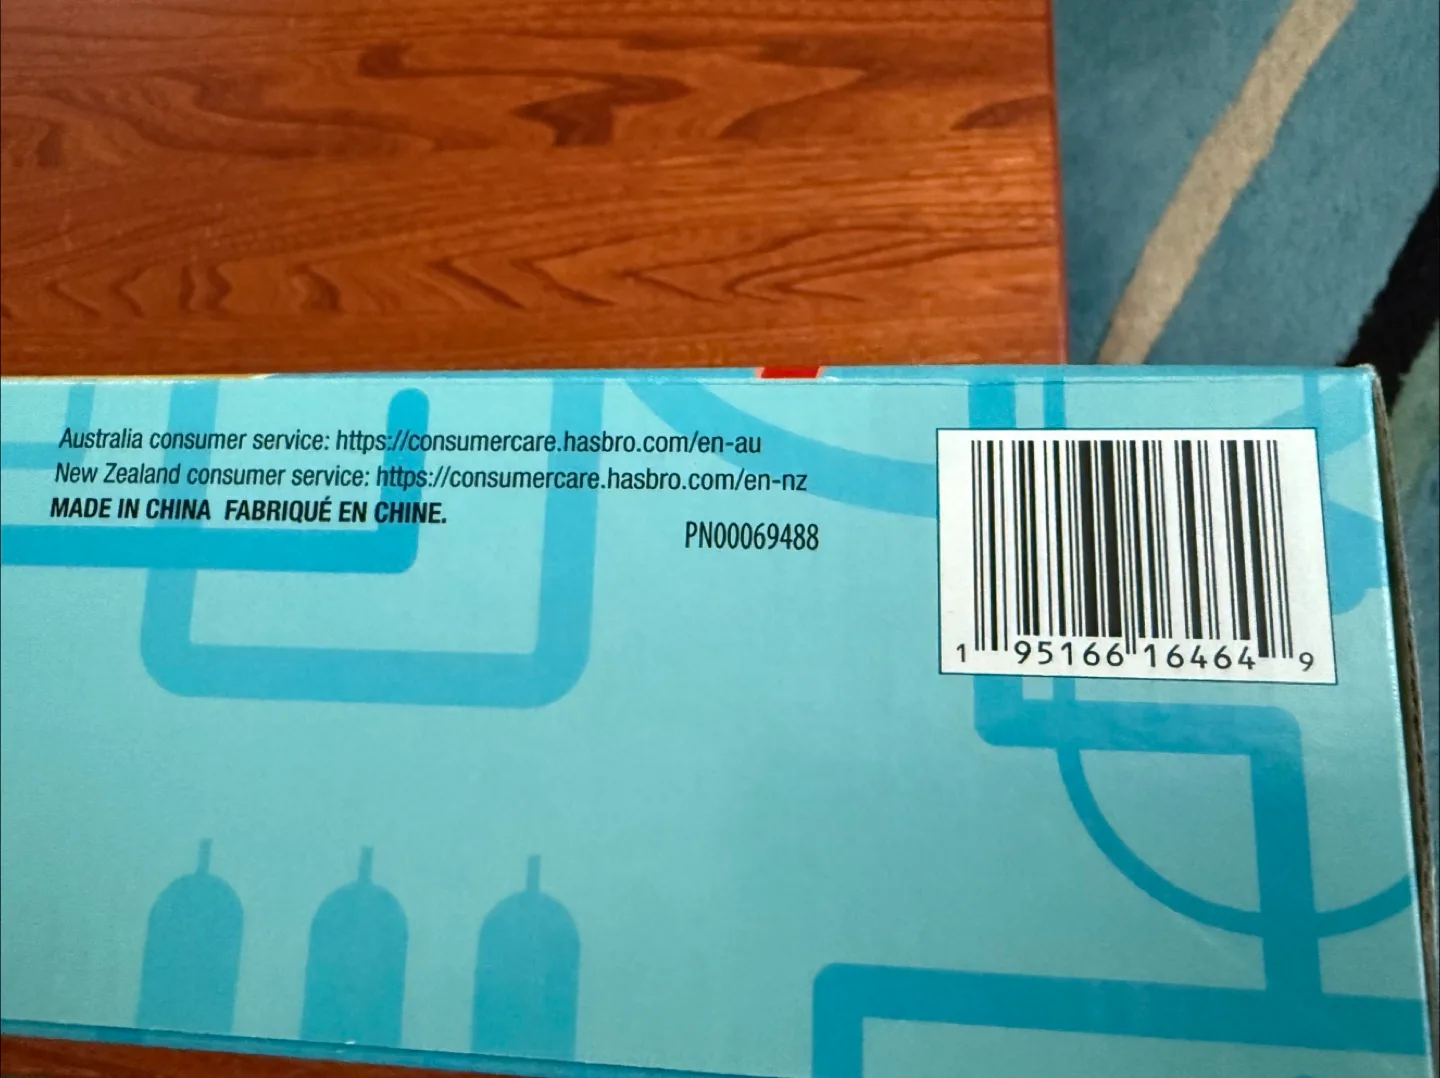 Australia consumer service: https://consumercare.hasbro.com/en-au
New Zealand consumer service: https://consumercare.hasbro.com/en-nz
MADE IN CHINA FABRIQUÉ EN CHINE.
PN00069488
1 95166 16464 9